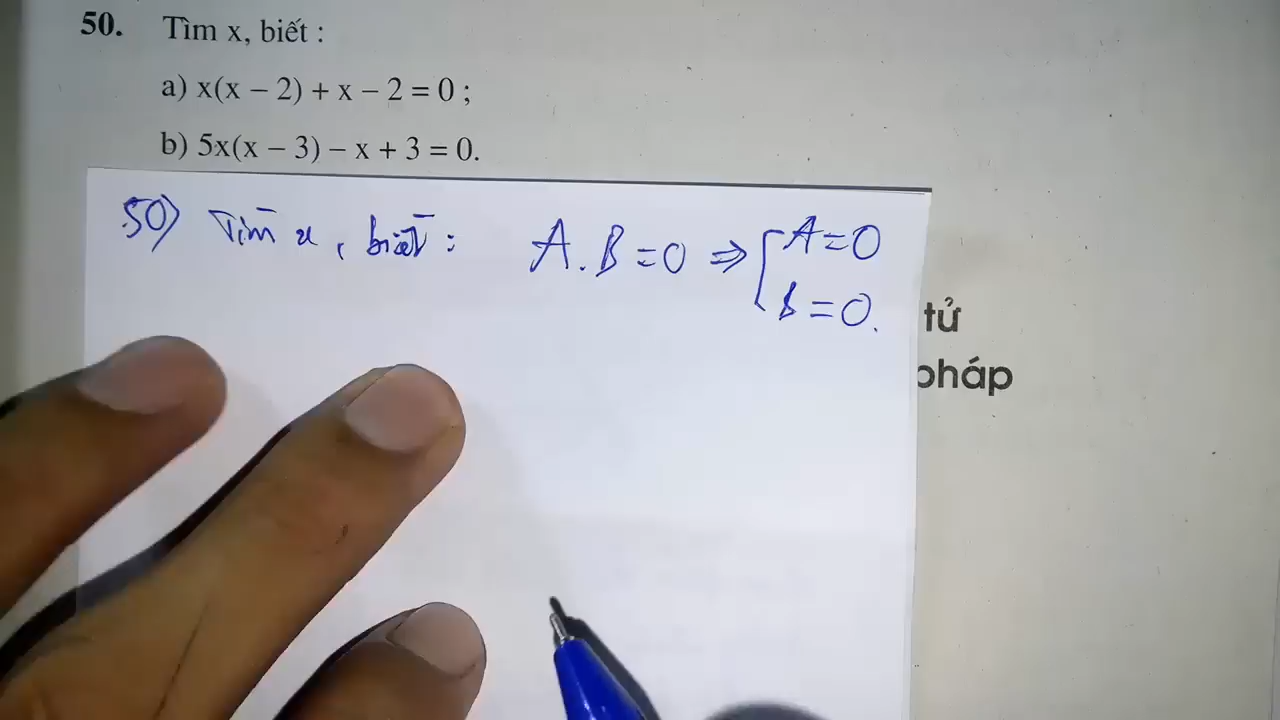 50. Tìm x, biết :
a) x(x – 2) + x – 2 = 0 ;
b) 5x(x – 3) – x + 3 = 0.
50) Tìm x, biết : A.B=0 ⇒ [A=0
B=0.
tử
pháp